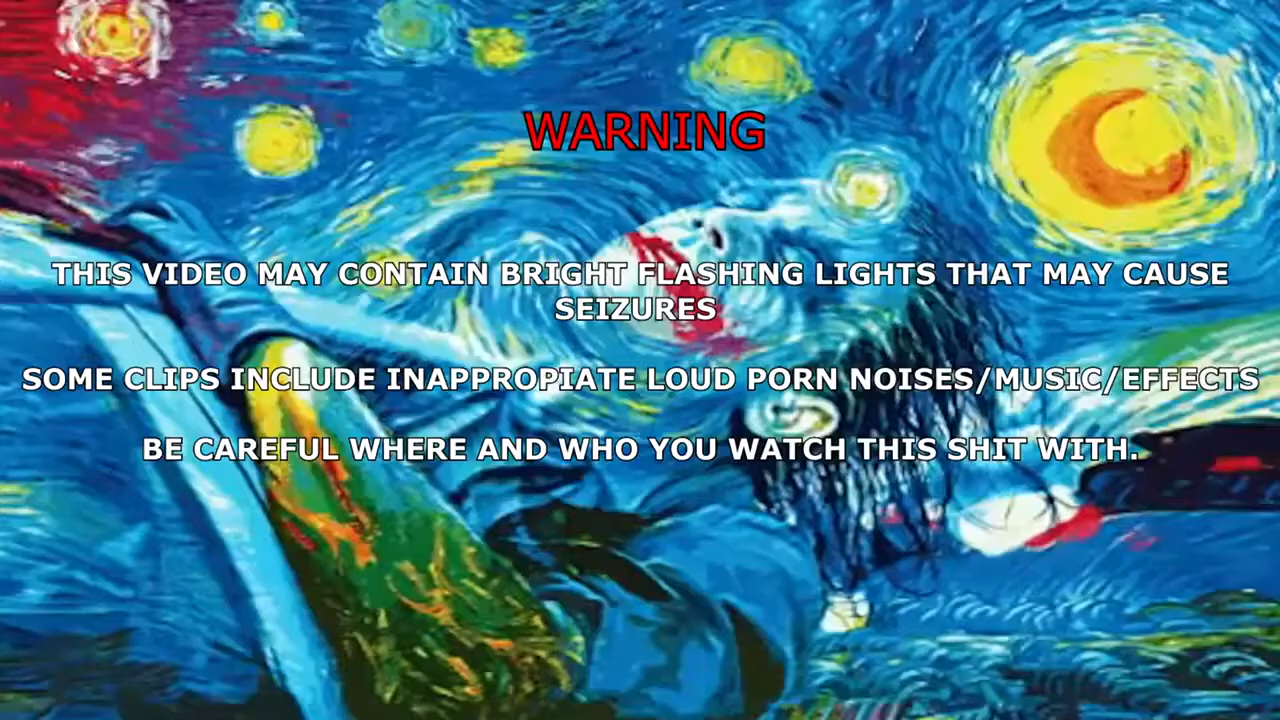 WARNING
THIS VIDEO MAY CONTAIN BRIGHT FLASHING LIGHTS THAT MAY CAUSE
SEIZURES
SOME CLIPS INCLUDE INAPPROPIATE LOUD PORN NOISES/MUSIC/EFFECTS
BE CAREFUL WHERE AND WHO YOU WATCH THIS SHIT WITH.